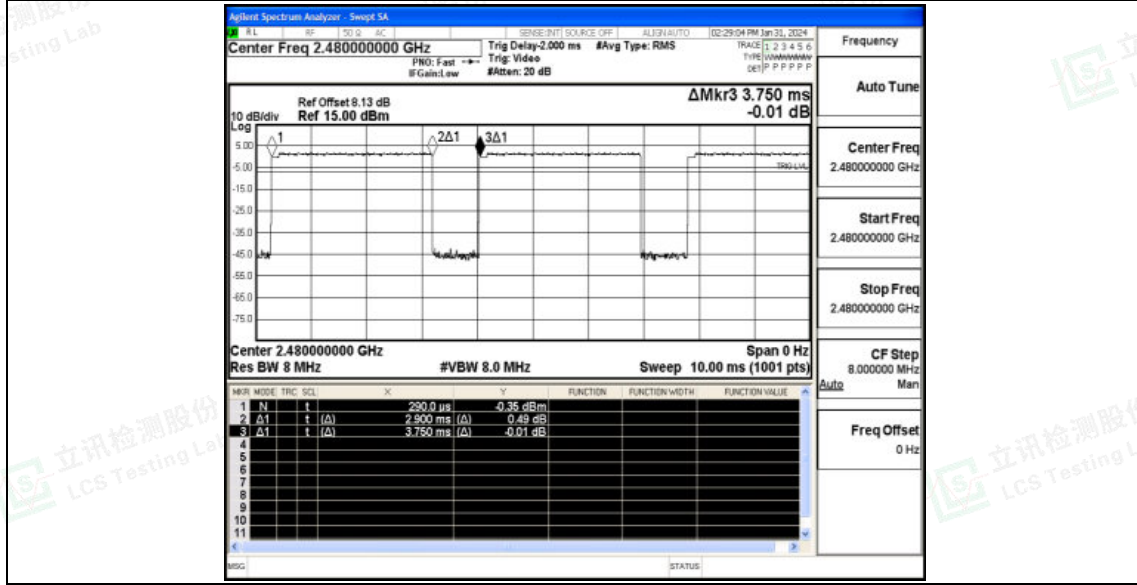 Agilent Spectrum Analyzer - Swept SA
RL RF 50 Ω AC SENSE:INT SOURCE OFF ALIGN AUTO 02:29:04 PM Jan 31, 2024
Center Freq 2.480000000 GHz
PNO: Fast
IFGain:Low
Trig Delay-2.000 ms #Avg Type: RMS
Trig: Video
#Atten: 20 dB
TRACE 1 2 3 4 5 6
TYPE
DET P P P P P P
Frequency
Auto Tune
ΔMkr3 3.750 ms
-0.01 dB
Ref Offset 8.13 dB
10 dB/div Ref 15.00 dBm
Log
1 2Δ1 3Δ1
5.00
-5.00
TRIG LVL
-15.0
-25.0
-35.0
-45.0
-55.0
-65.0
-75.0
Center Freq
2.480000000 GHz
Start Freq
2.480000000 GHz
Stop Freq
2.480000000 GHz
Center 2.480000000 GHz Span 0 Hz
Res BW 8 MHz #VBW 8.0 MHz Sweep 10.00 ms (1001 pts)
CF Step
8.000000 MHz
Auto Man
MKR MODE TRC SCL X Y FUNCTION FUNCTION WIDTH FUNCTION VALUE
1 N t 290.0 µs -0.35 dBm
2 Δ1 t (Δ) 2.900 ms (Δ) 0.49 dB
3 Δ1 t (Δ) 3.750 ms (Δ) -0.01 dB
4
5
6
7
8
9
10
11
Freq Offset
0 Hz
MSG STATUS
立讯检测股份
LCS Testing Lab
立讯检测股份